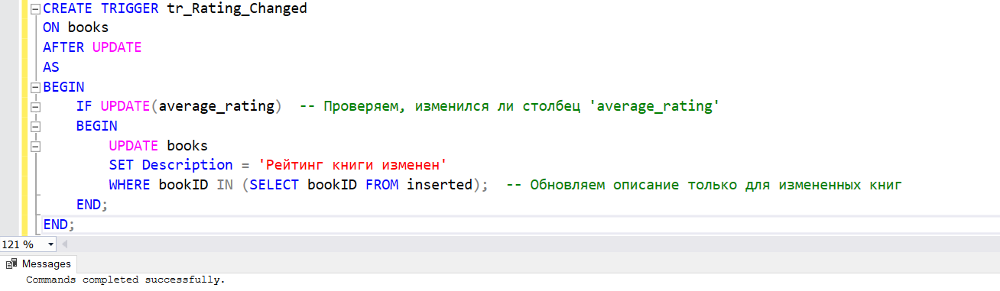 CREATE TRIGGER tr_Rating_Changed
ON books
AFTER UPDATE
AS
BEGIN
    IF UPDATE(average_rating)  -- Проверяем, изменился ли столбец 'average_rating'
    BEGIN
        UPDATE books
        SET Description = 'Рейтинг книги изменен'
        WHERE bookID IN (SELECT bookID FROM inserted);  -- Обновляем описание только для измененных книг
    END;
END;
121 %
Messages
Commands completed successfully.